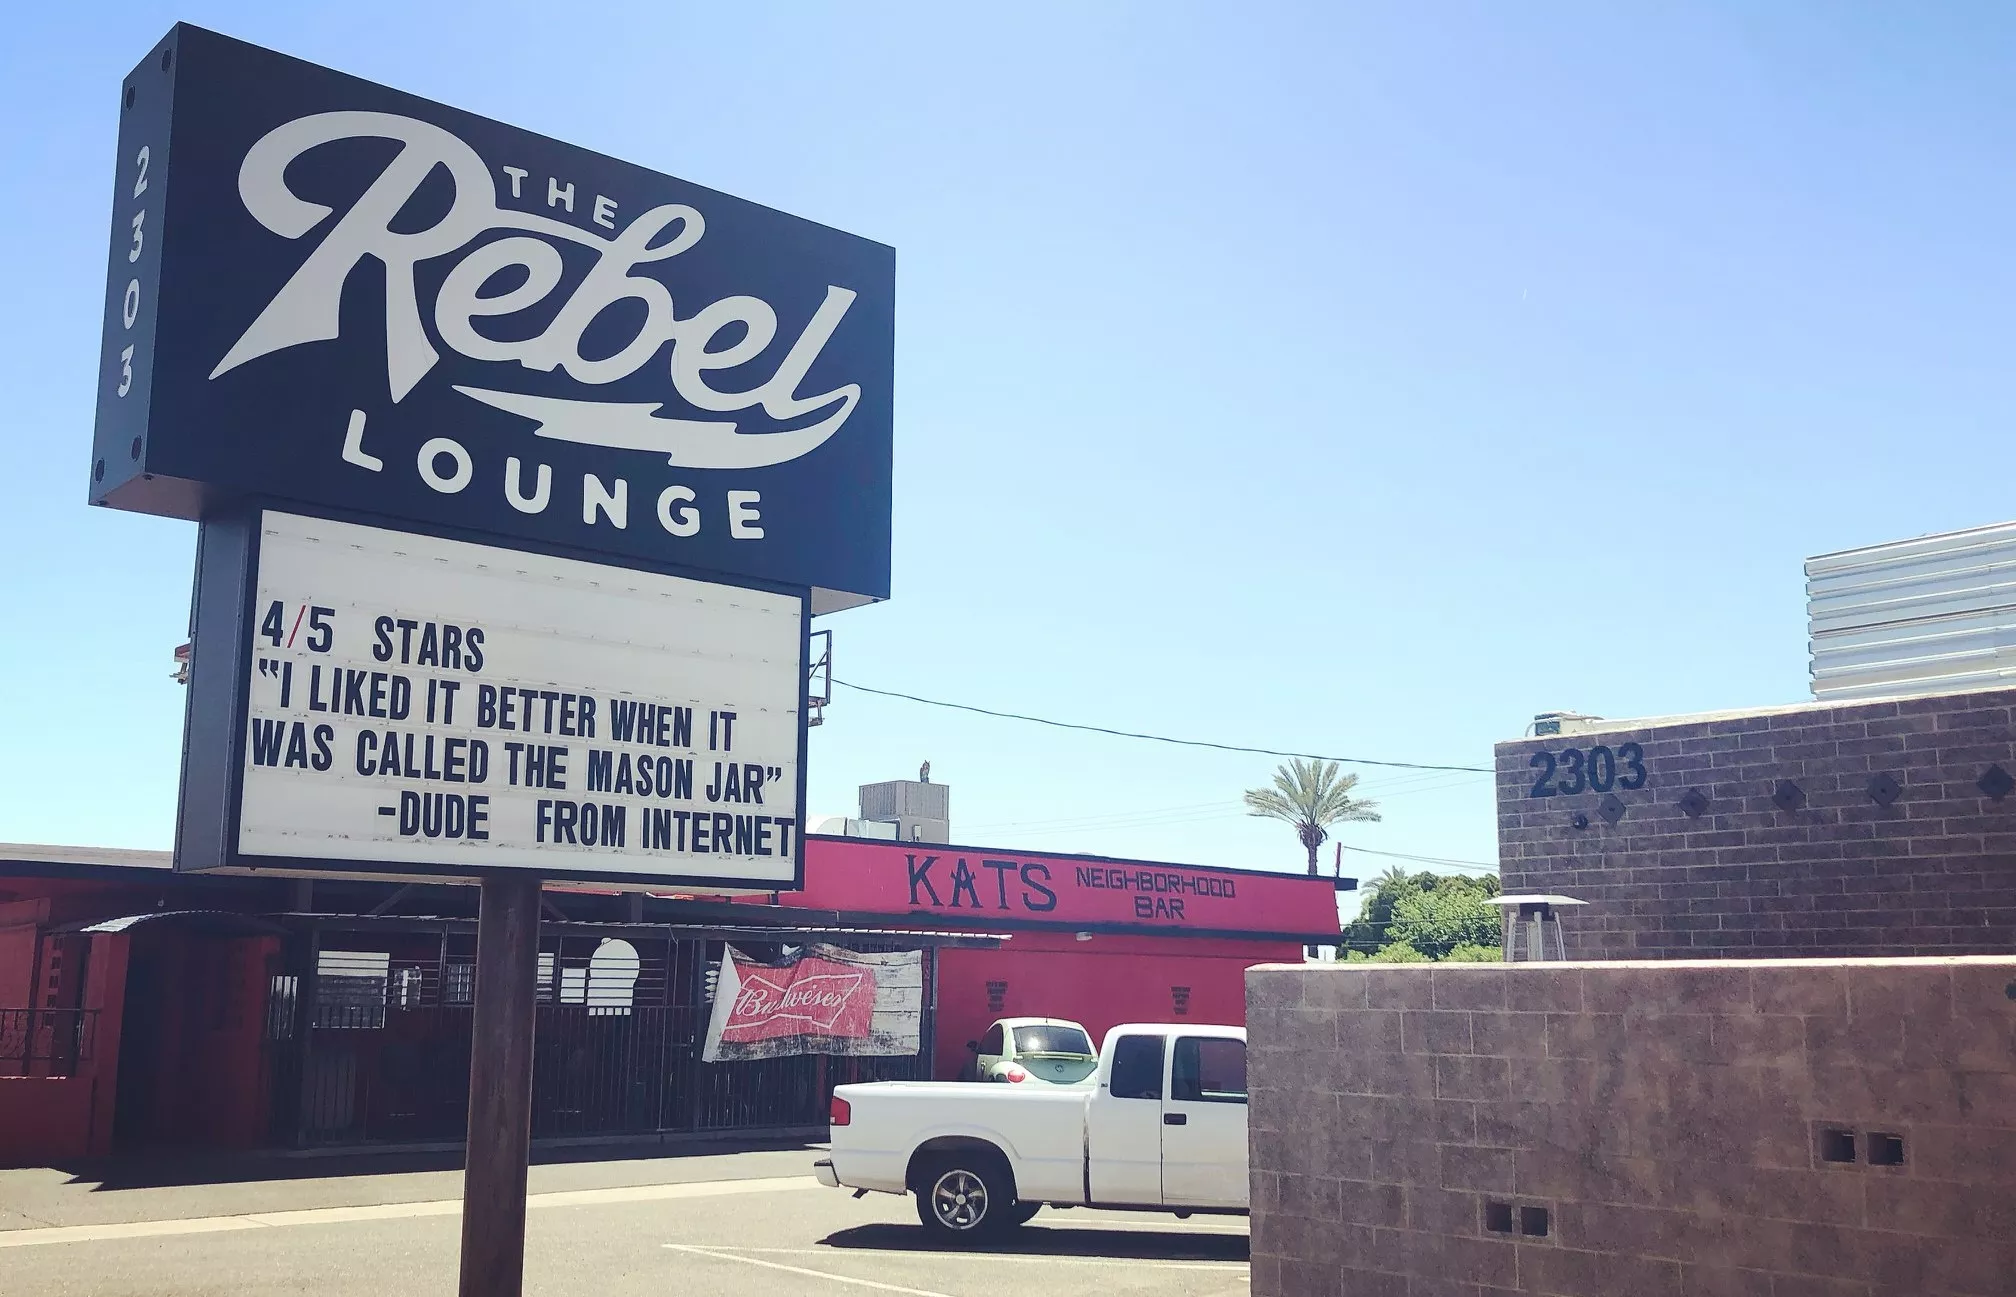 2303
THE
Rebel
LOUNGE
4/5 STARS
"I LIKED IT BETTER WHEN IT
WAS CALLED THE MASON JAR"
-DUDE FROM INTERNET
KATS NEIGHBORHOOD
BAR
Budweiser
2303